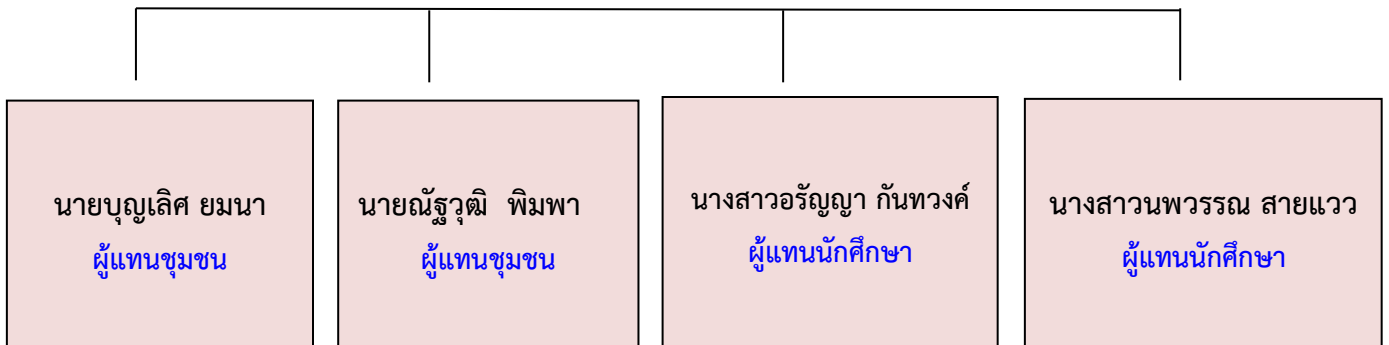 นายบุญเลิศ ยมนา
ผู้แทนชุมชน
นายณัฐวุฒิ พิมพา
ผู้แทนชุมชน
นางสาวอรัญญา กันทวงค์
ผู้แทนนักศึกษา
นางสาวนพวรรณ สายแวว
ผู้แทนนักศึกษา